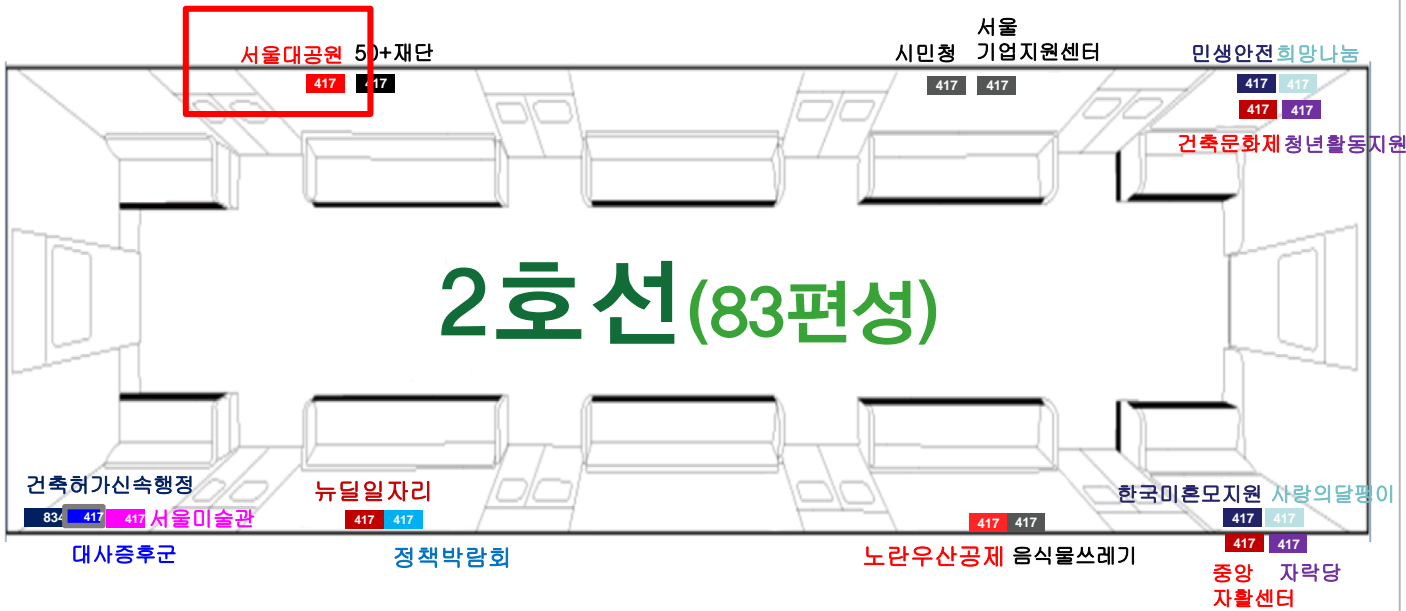 서울대공원 50+재단
417 417
시민청
서울
기업지원센터
417 417
민생안전 희망나눔
417 417
417 417
건축문화제 청년활동지원
2호선(83편성)
건축허가신속행정
834 417 417 서울미술관
대사증후군
뉴딜일자리
417 417
정책박람회
417 417
노란우산공제 음식물쓰레기
한국미혼모지원 사랑의달팽이
417 417
417 417
중앙
자활센터
자락당